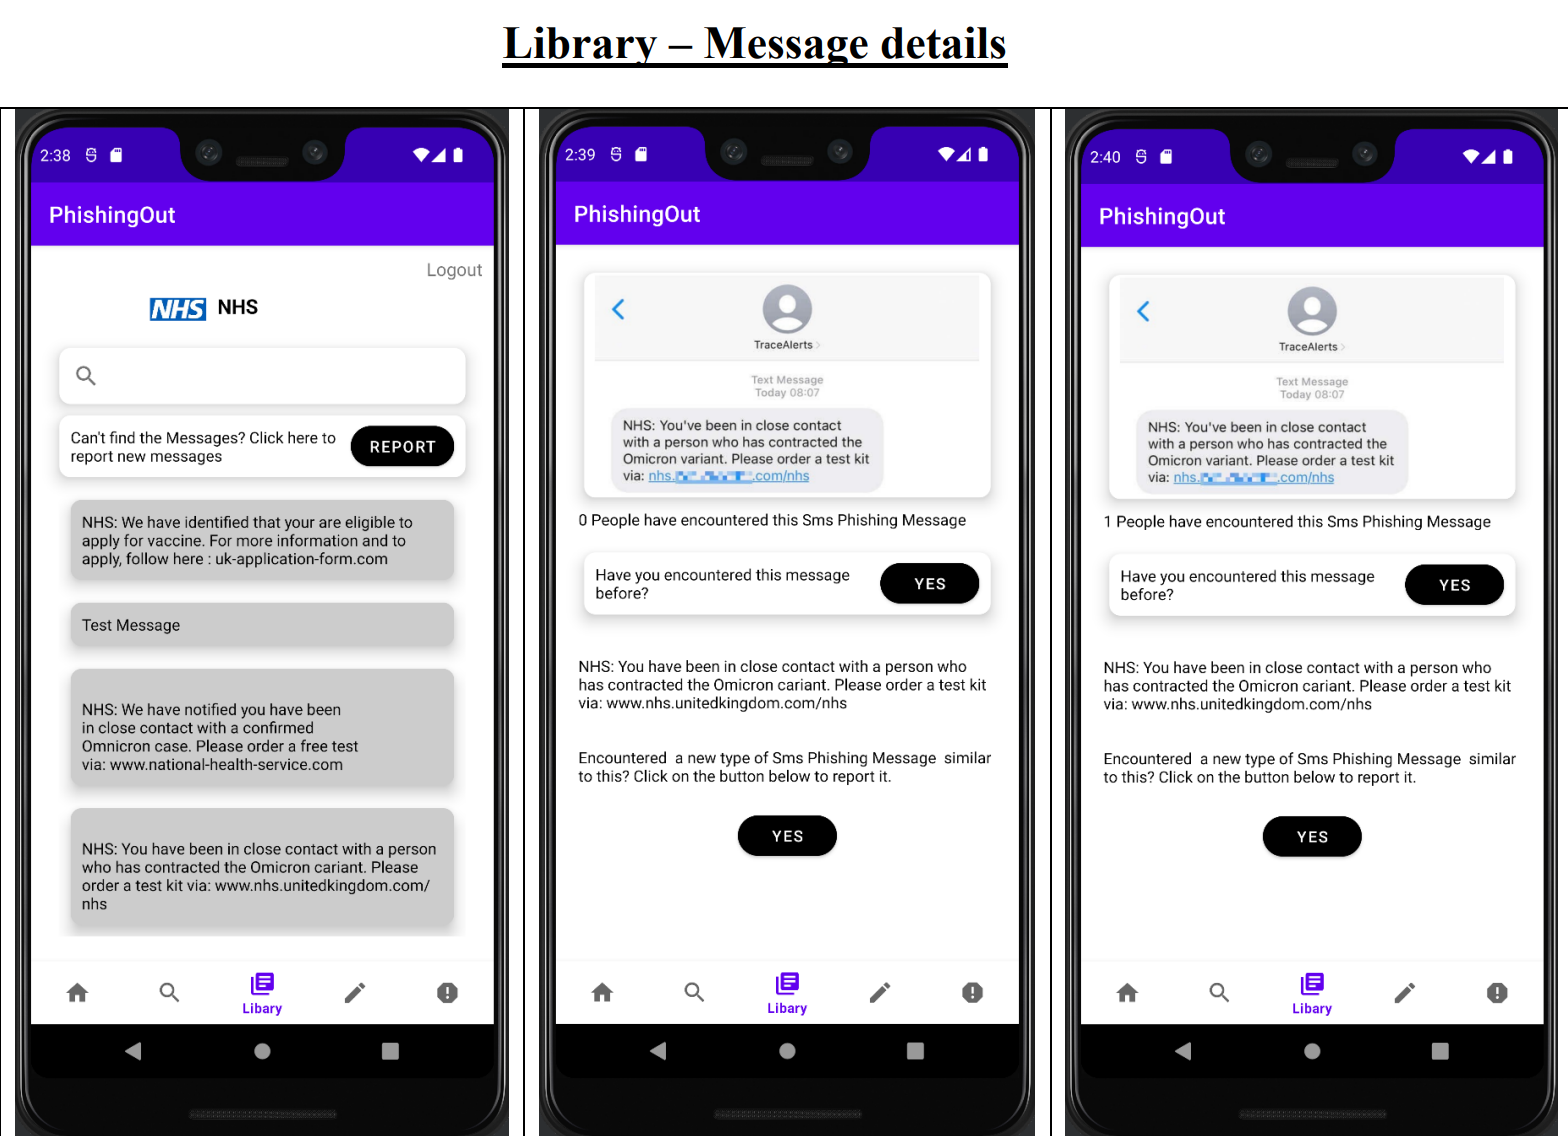 Library – Message details
2:38
PhishingOut
Logout
NHS NHS
Can't find the Messages? Click here to
report new messages
REPORT
NHS: We have identified that your are eligible to
apply for vaccine. For more information and to
apply, follow here : uk-application-form.com
Test Message
NHS: We have notified you have been
in close contact with a confirmed
Omnicron case. Please order a free test
via: www.national-health-service.com
NHS: You have been in close contact with a person
who has contracted the Omicron cariant. Please
order a test kit via: www.nhs.unitedkingdom.com/
nhs
Libary
2:39
PhishingOut
TraceAlerts
Text Message
Today 08:07
NHS: You've been in close contact
with a person who has contracted the
Omicron variant. Please order a test kit
via: nhs. .com/nhs
0 People have encountered this Sms Phishing Message
Have you encountered this message
before?
YES
NHS: You have been in close contact with a person who
has contracted the Omicron cariant. Please order a test kit
via: www.nhs.unitedkingdom.com/nhs
Encountered  a new type of Sms Phishing Message  similar
to this? Click on the button below to report it.
YES
Libary
2:40
PhishingOut
TraceAlerts
Text Message
Today 08:07
NHS: You've been in close contact
with a person who has contracted the
Omicron variant. Please order a test kit
via: nhs. .com/nhs
1 People have encountered this Sms Phishing Message
Have you encountered this message
before?
YES
NHS: You have been in close contact with a person who
has contracted the Omicron cariant. Please order a test kit
via: www.nhs.unitedkingdom.com/nhs
Encountered  a new type of Sms Phishing Message  similar
to this? Click on the button below to report it.
YES
Libary